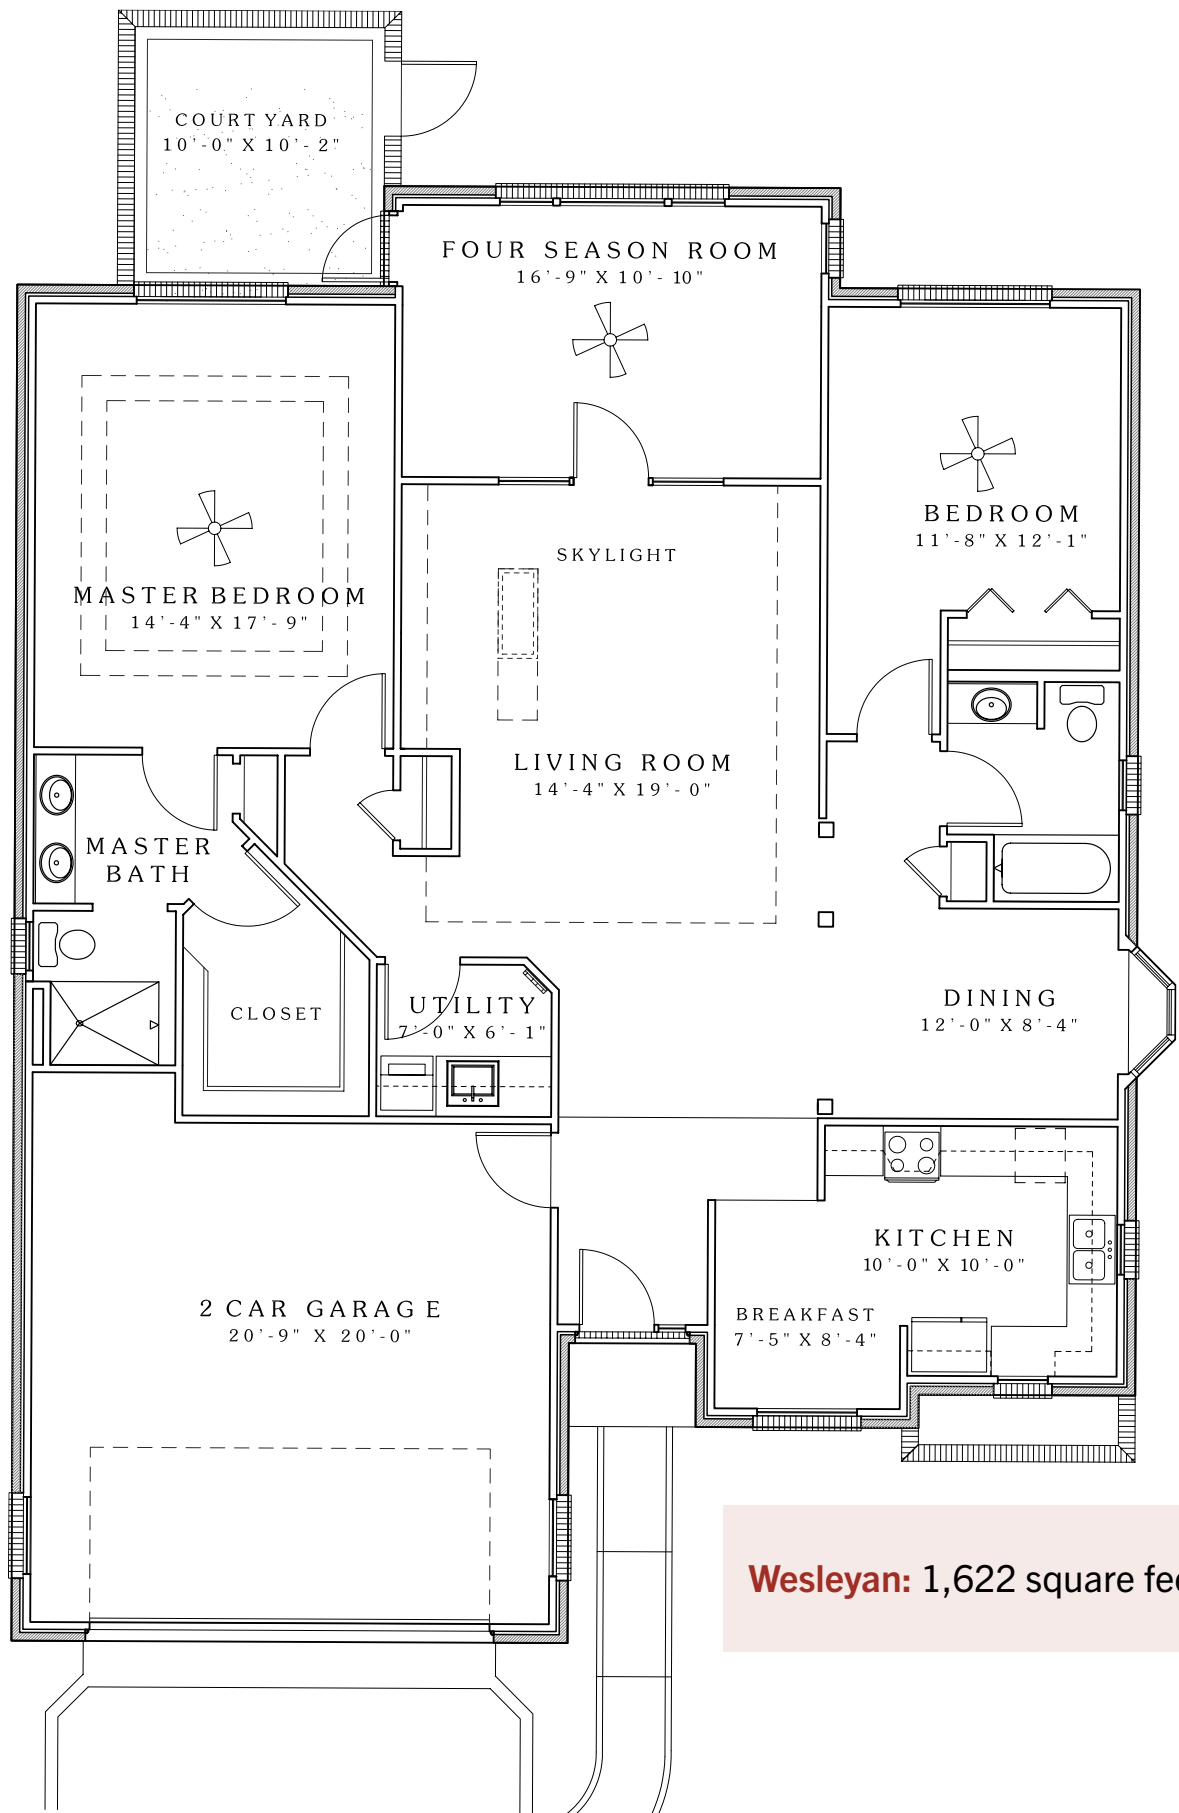 COURT YARD
10'-0" X 10'-2"
FOUR SEASON ROOM
16'-9" X 10'-10"
BEDROOM
11'-8" X 12'-1"
SKYLIGHT
MASTER BEDROOM
14'-4" X 17'-9"
LIVING ROOM
14'-4" X 19'-0"
MASTER
BATH
CLOSET
UTILITY
7'-0" X 6'-1"
DINING
12'-0" X 8'-4"
KITCHEN
10'-0" X 10'-0"
BREAKFAST
7'-5" X 8'-4"
2 CAR GARAGE
20'-9" X 20'-0"
Wesleyan: 1,622 square fee